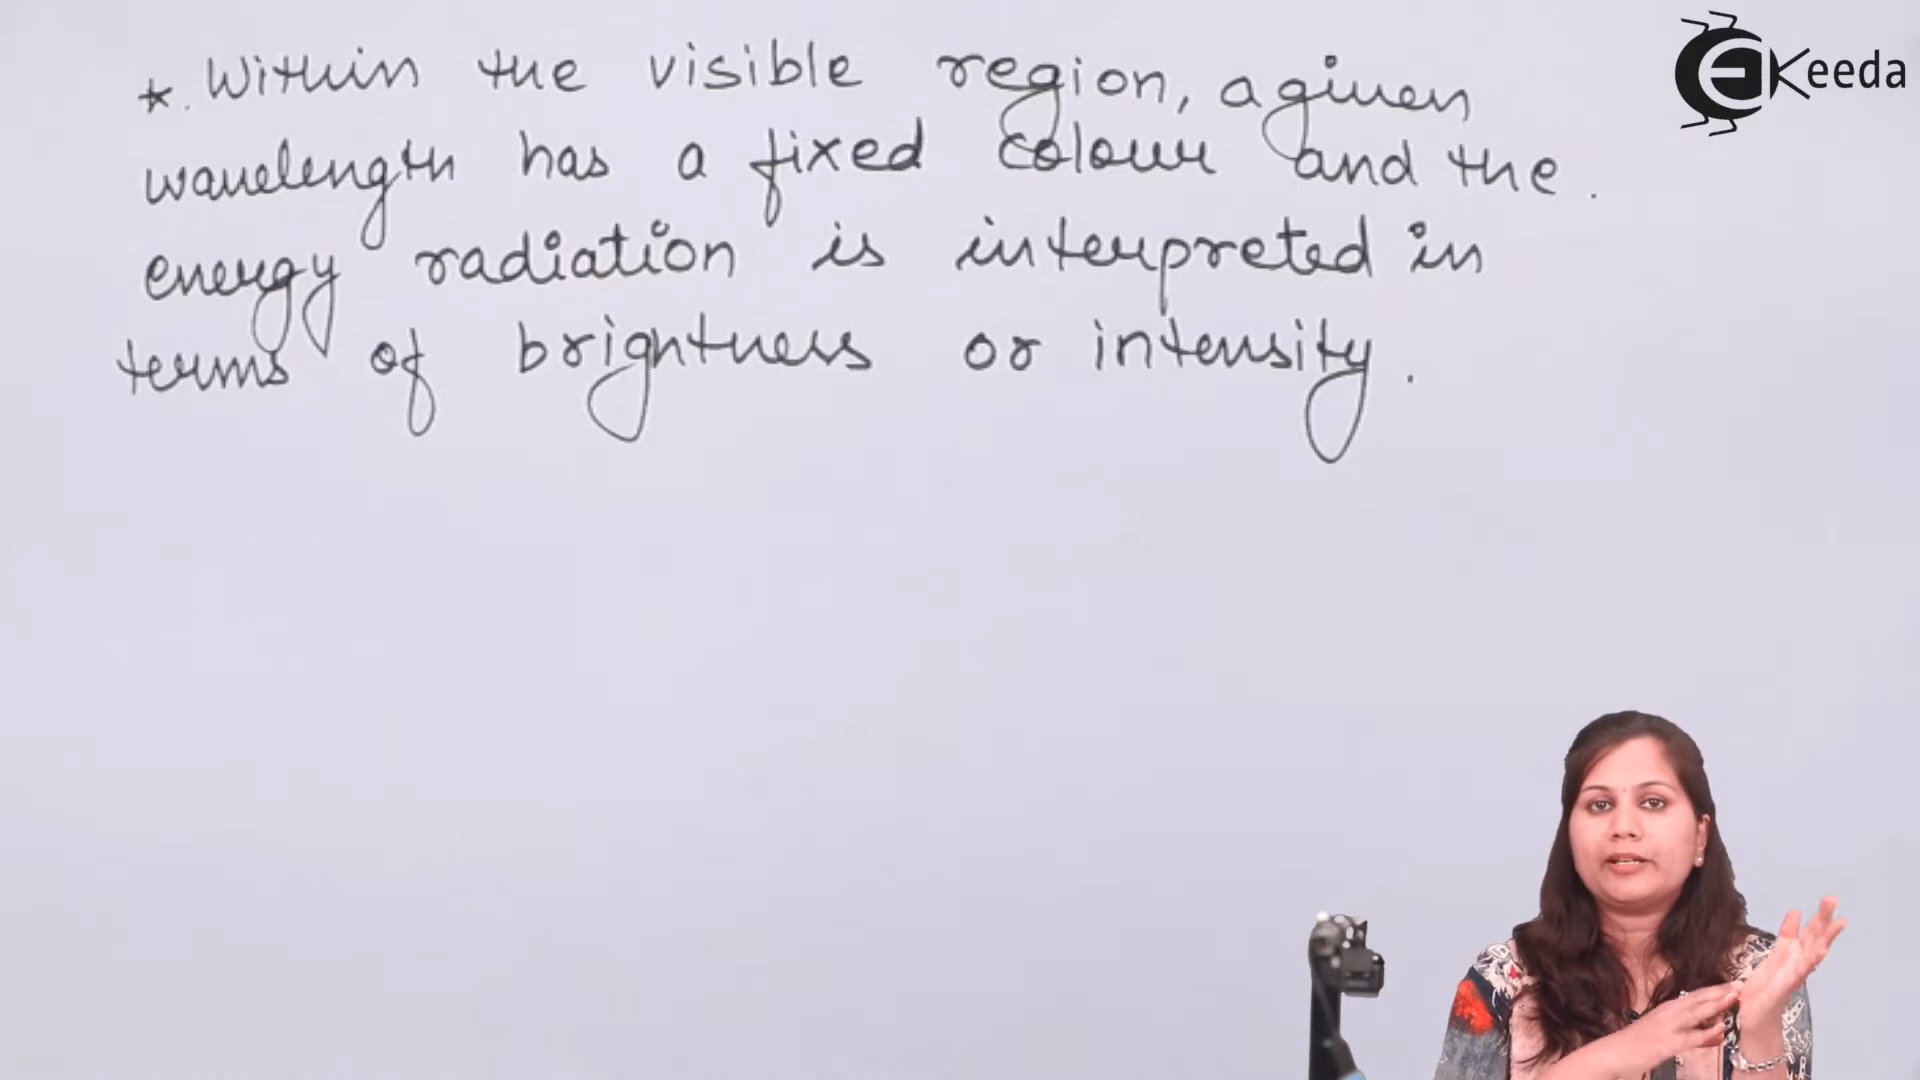 EKeeda
*. Within the visible region, a given
wavelength has a fixed colour and the
energy radiation is interpreted in
terms of brightness or intensity.